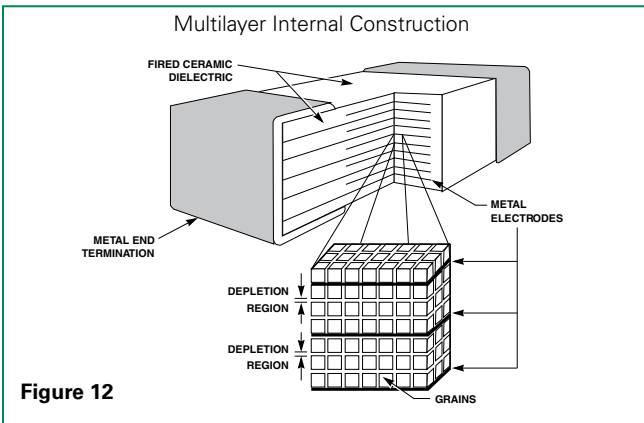 Multilayer Internal Construction
FIRED CERAMIC
DIELECTRIC
METAL
ELECTRODES
METAL END
TERMINATION
DEPLETION
REGION
DEPLETION
REGION
GRAINS
Figure 12